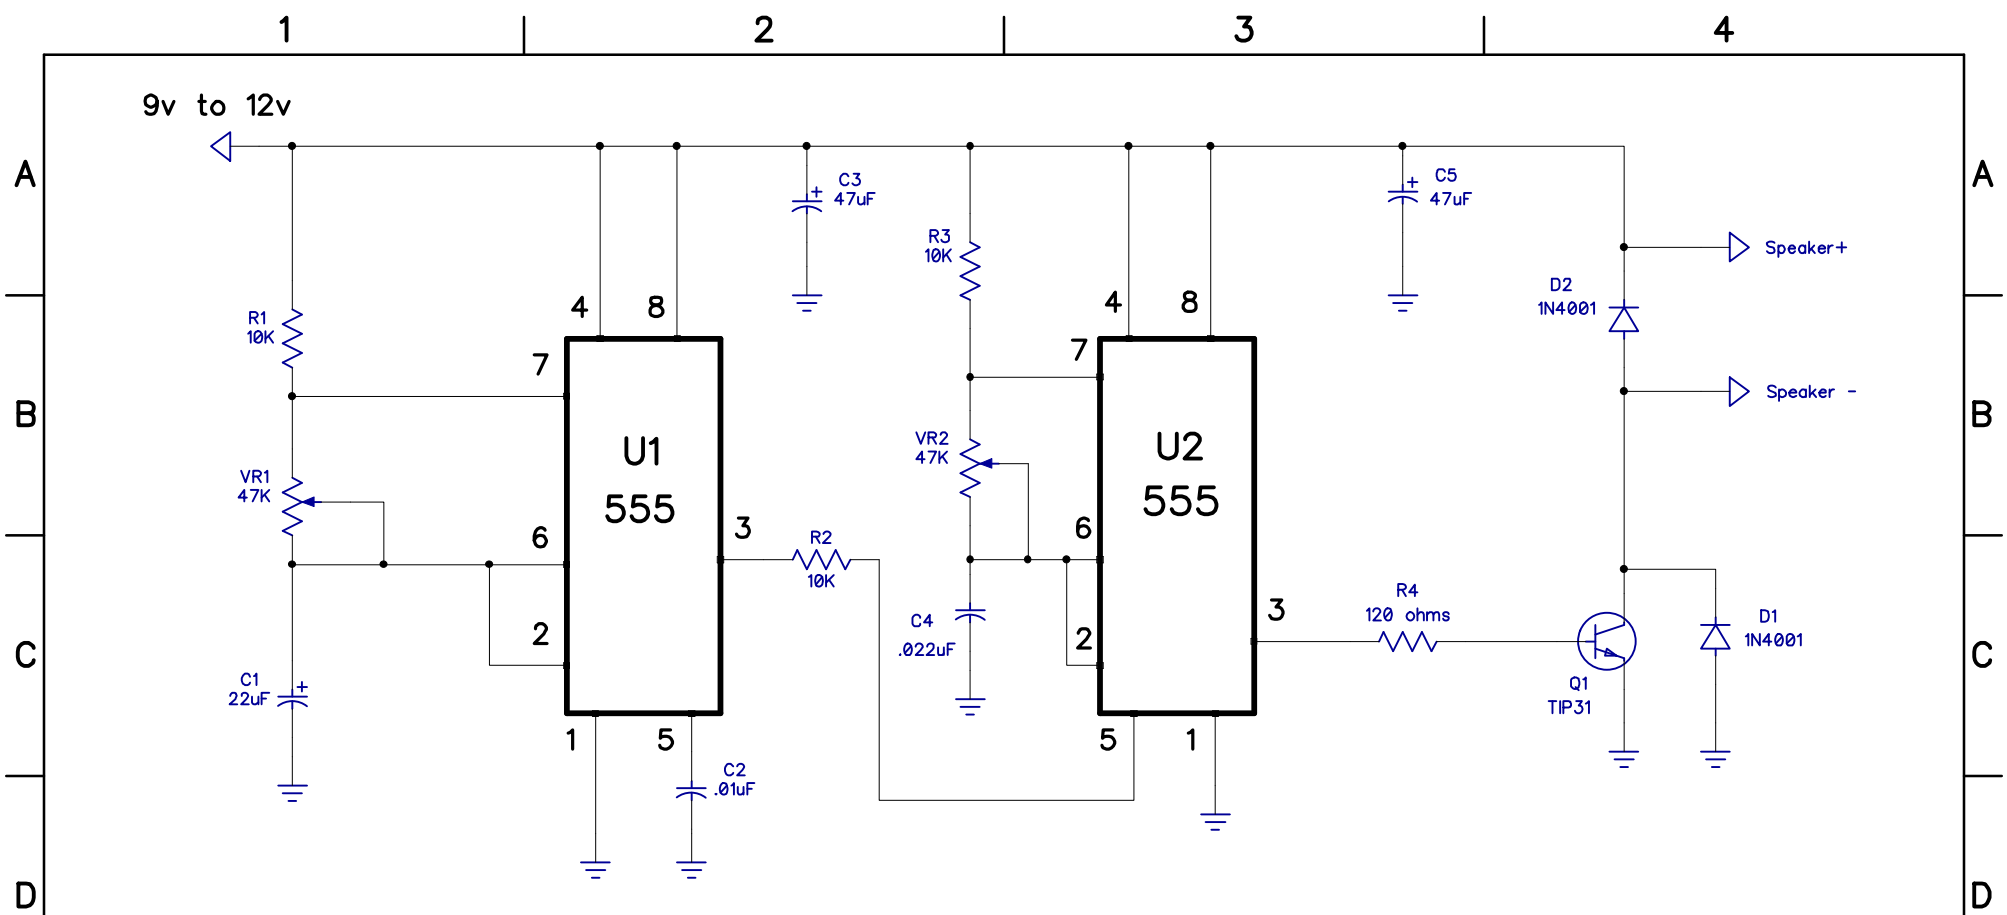 1 2 3 4
9v to 12v
A A
C3
47uF
C5
47uF
R3
10K
Speaker+
D2
1N4001
4 8
4 8
R1
10K
7
7
Speaker -
B B
U1
555
U2
555
VR2
47K
VR1
47K
6
3
6
R2
10K
R4
120 ohms
3
D1
1N4001
C4
.022uF
2
2
C C
C1
22uF
Q1
TIP31
1 5
5 1
C2
.01uF
D D